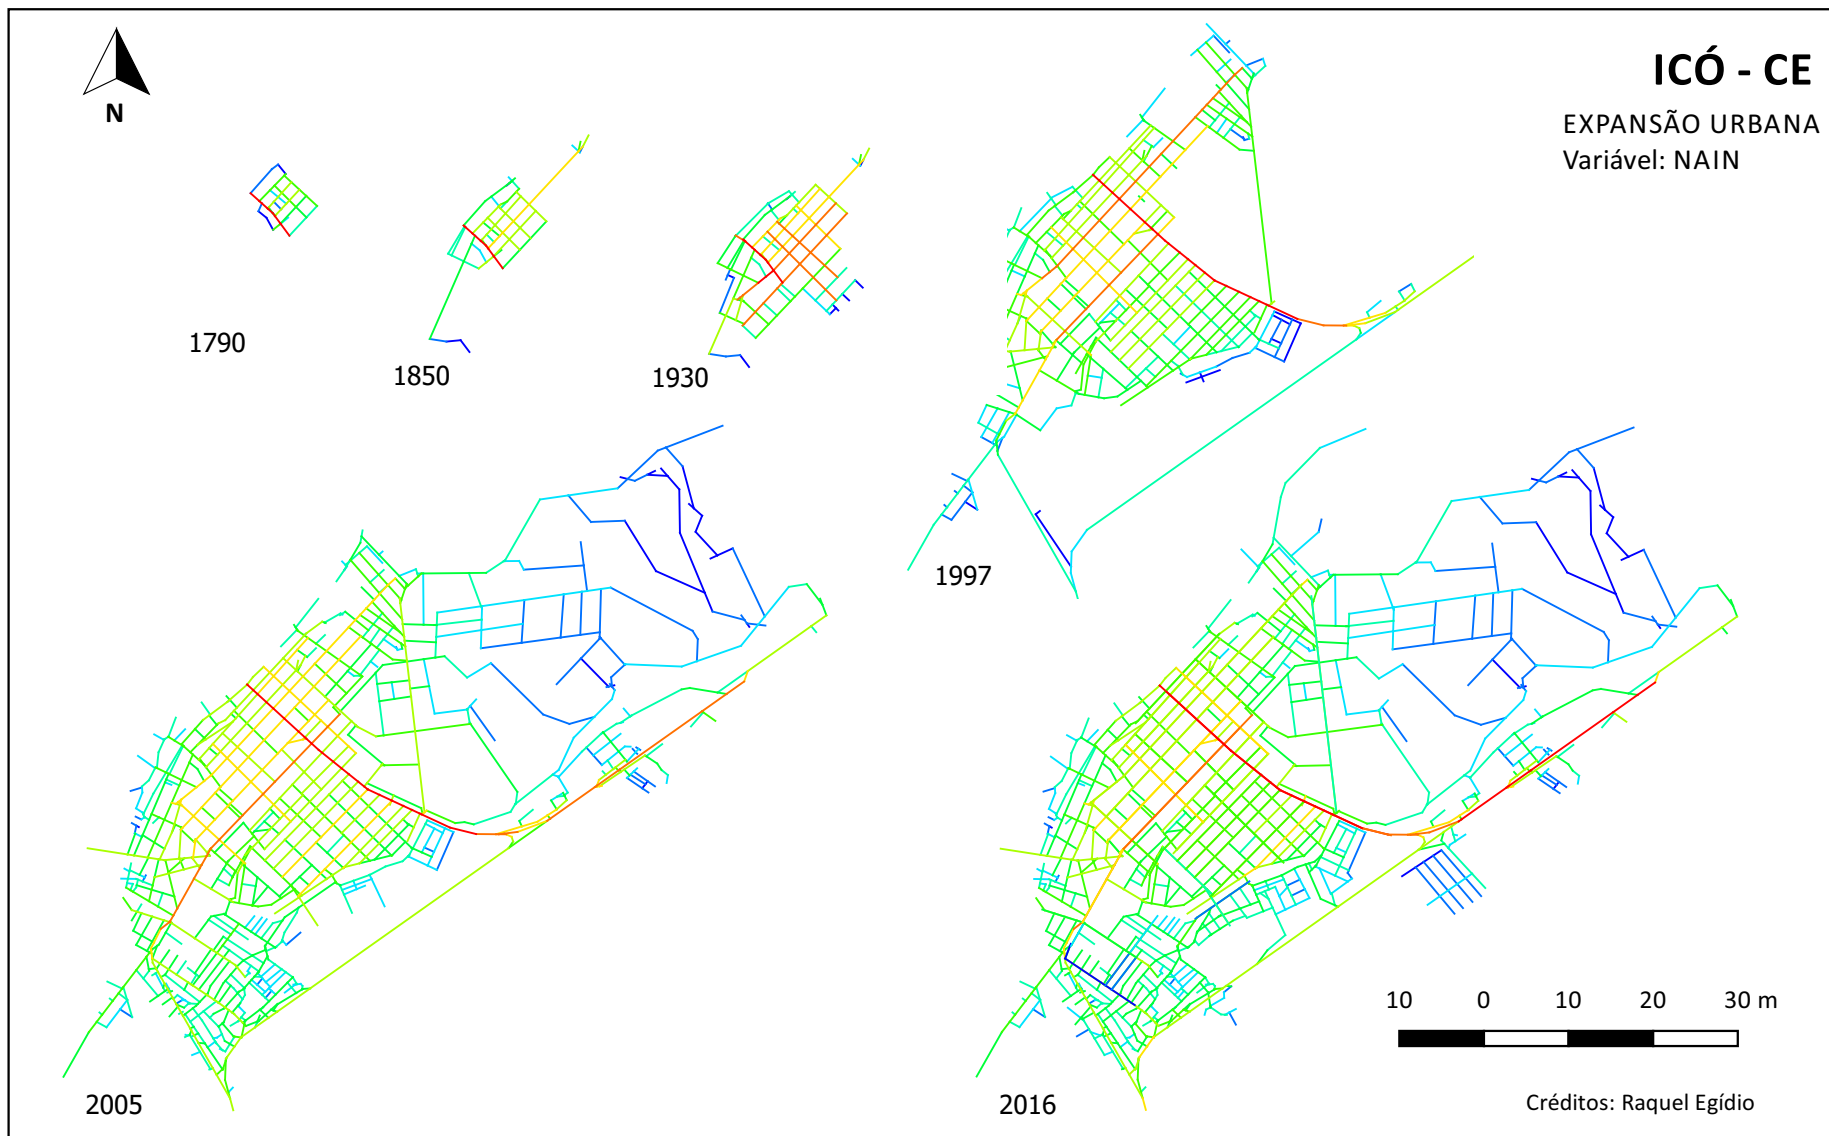 N
ICÓ - CE
EXPANSÃO URBANA
Variável: NAIN
1790
1850
1930
1997
2005
2016
10 0 10 20 30 m
Créditos: Raquel Egídio